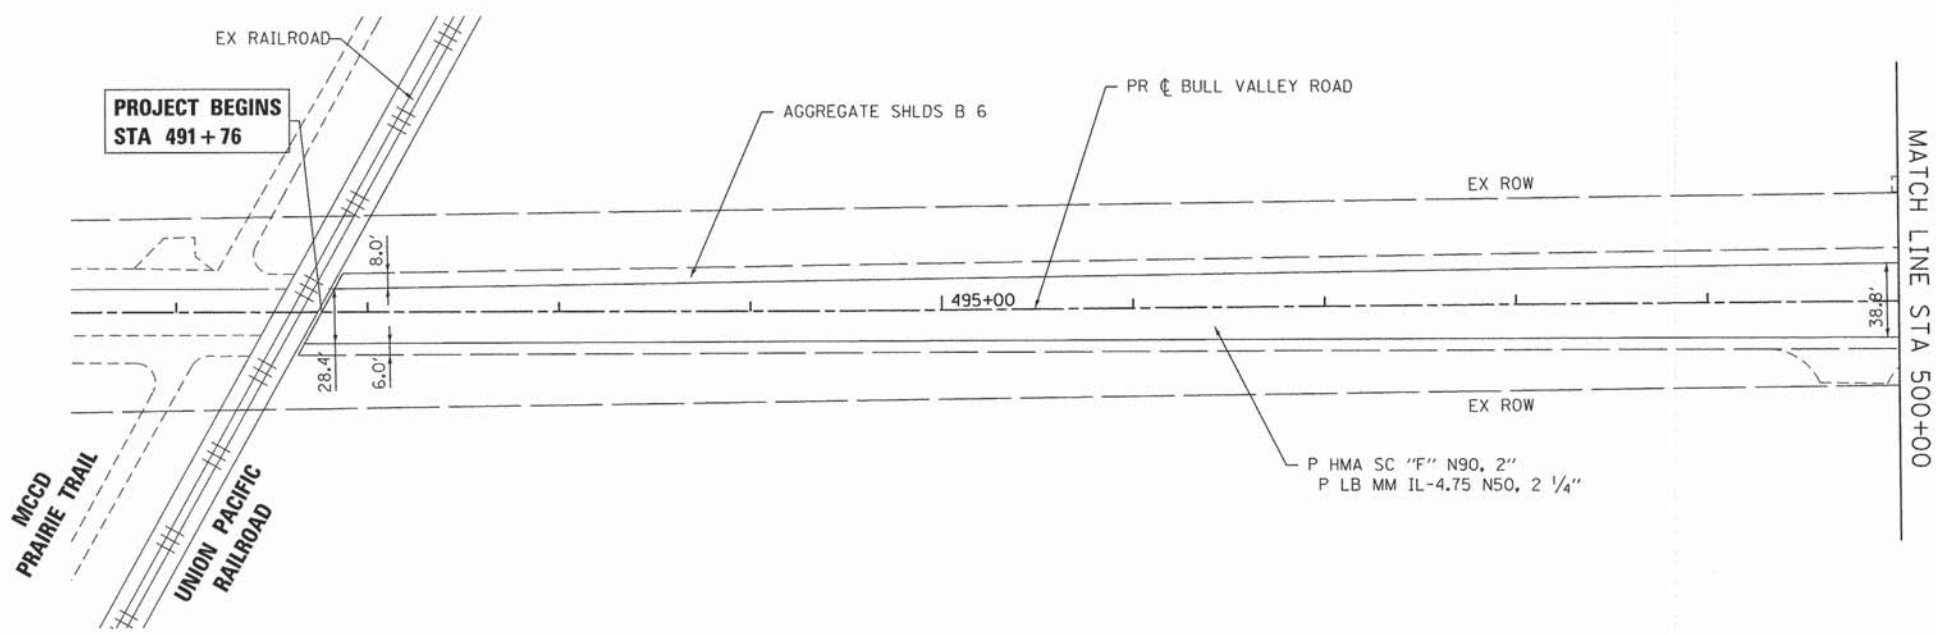 EX RAILROAD
PROJECT BEGINS
STA 491+76
AGGREGATE SHLDS B 6
PR ℄ BULL VALLEY ROAD
EX ROW
MATCH LINE STA 500+00
8.0'
495+00
38.8'
28.4'
6.0'
EX ROW
P HMA SC "F" N90, 2"
P LB MM IL-4.75 N50, 2 1/4"
MCCD
PRAIRIE TRAIL
UNION PACIFIC
RAILROAD